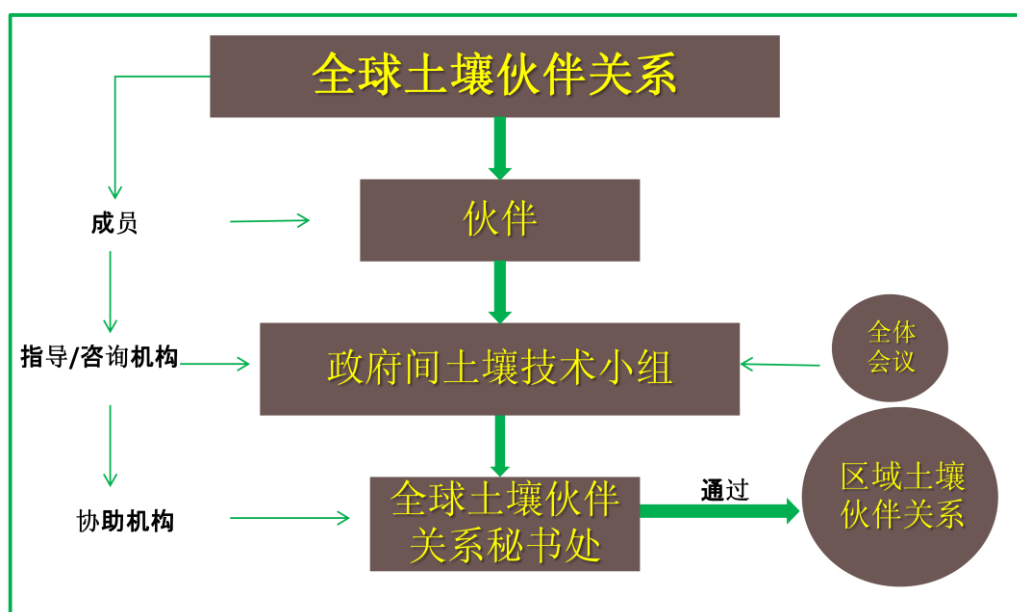 全球土壤伙伴关系
伙伴
成员
全体
会议
指导/咨询机构
政府间土壤技术小组
区域土壤
伙伴关系
通过
全球土壤伙伴
关系秘书处
协助机构